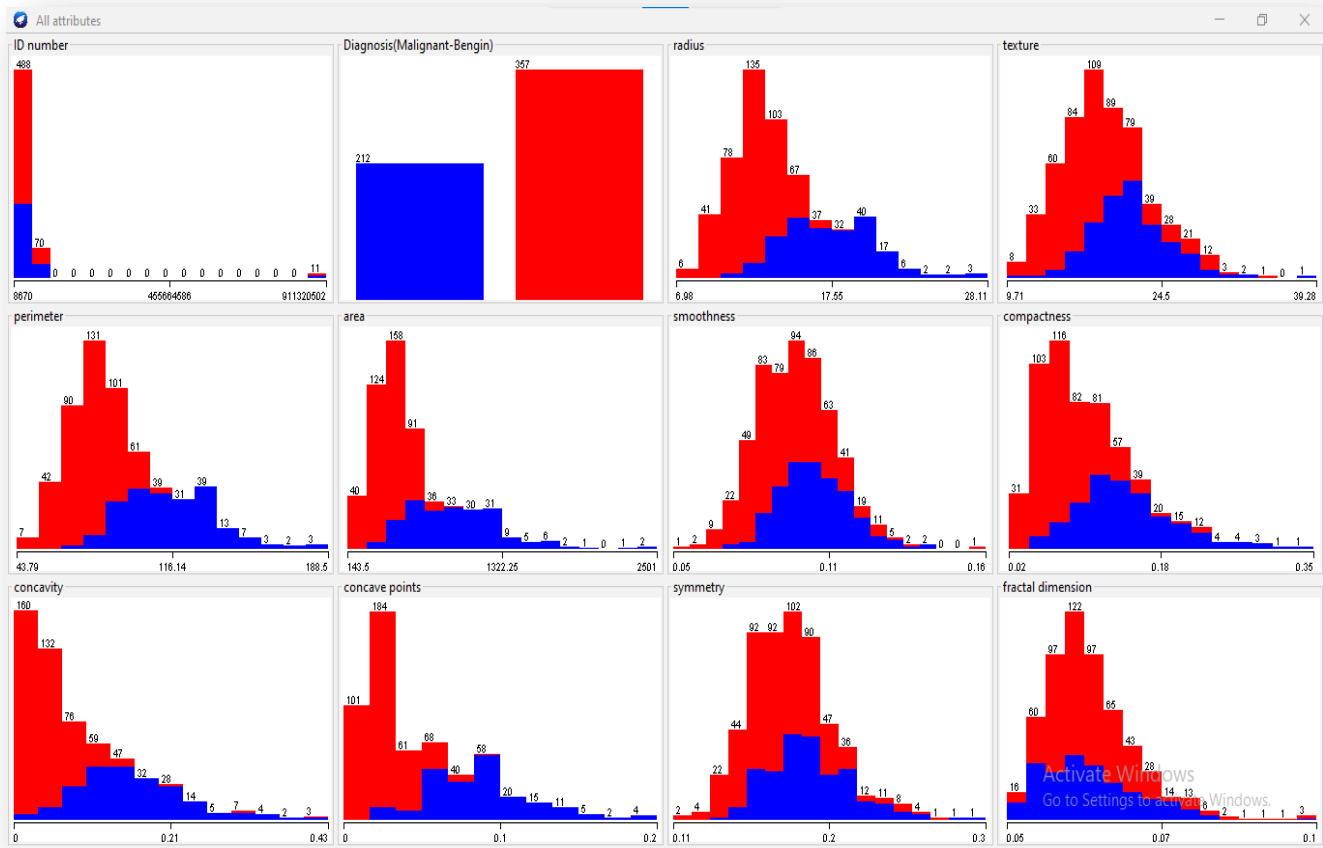 All attributes
ID number
488
70
0 0 0 0 0 0 0 0 0 0 0 0 0 0
11
8670 455664686 911320502
Diagnosis(Malignant-Bengin)
212
357
radius
6 41 78 135 103 67 37 32 40 17 6 2 2 3
6.98 17.55 28.11
texture
8 33 60 84 109 89 79 39 28 21 12 3 2 1 0 1
9.71 24.5 39.28
perimeter
7 42 90 131 101 61 39 31 39 13 7 3 2 3
43.79 116.14 188.5
area
40 124 158 91 36 33 30 31 9 5 6 2 1 0 1 2
143.5 1322.25 2501
smoothness
1 2 9 22 49 83 79 94 86 63 41 19 11 5 2 2 0 0 1
0.05 0.11 0.16
compactness
31 103 116 82 81 57 39 20 15 12 4 4 3 1 1
0.02 0.18 0.35
concavity
160 132 76 59 47 32 28 14 5 7 4 2 3
0 0.21 0.43
concave points
101 184 61 68 40 58 20 15 11 5 2 4
0 0.1 0.2
symmetry
2 4 22 44 92 92 102 90 47 36 12 11 8 4 1 1 1
0.11 0.2 0.3
fractal dimension
16 60 97 122 97 65 43 28 14 13 6 2 1 1 1 3
0.05 0.07 0.1
Activate Windows
Go to Settings to activate Windows.